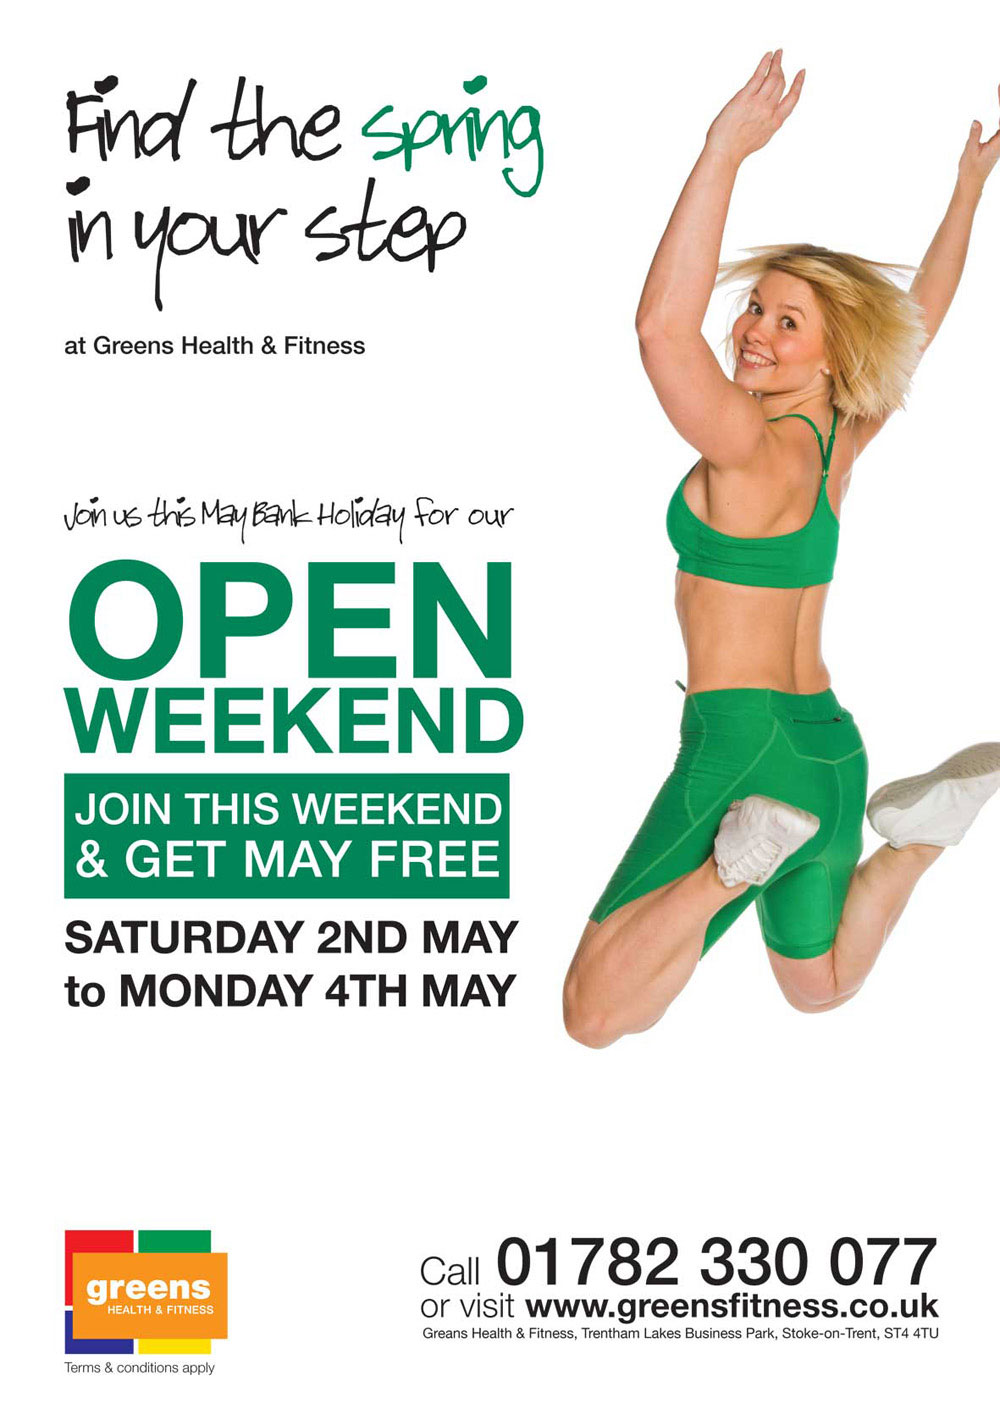 Find the spring
in your step
at Greens Health & Fitness
Join us this May Bank Holiday for our
OPEN
WEEKEND
JOIN THIS WEEKEND
& GET MAY FREE
SATURDAY 2ND MAY
to MONDAY 4TH MAY
greens
HEALTH & FITNESS
Terms & conditions apply
Call 01782 330 077
or visit www.greensfitness.co.uk
Greans Health & Fitness, Trentham Lakes Business Park, Stoke-on-Trent, ST4 4TU